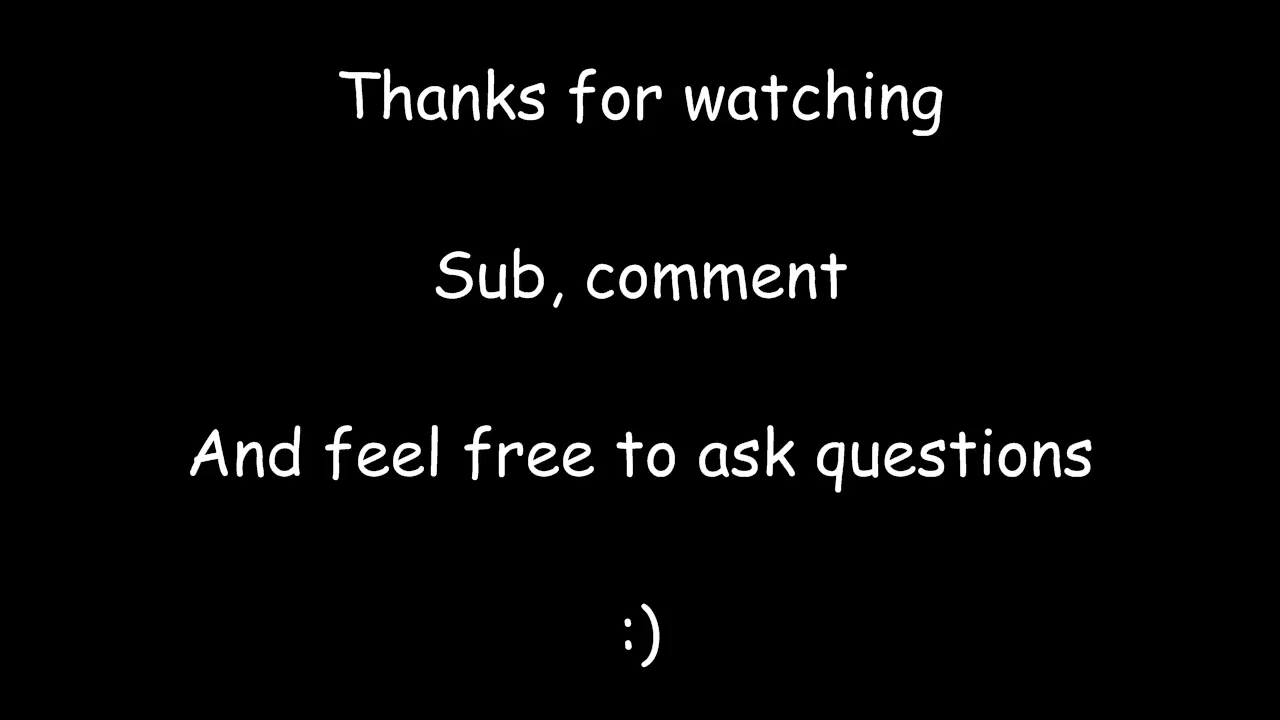 Thanks for watching
Sub, comment
And feel free to ask questions
:)